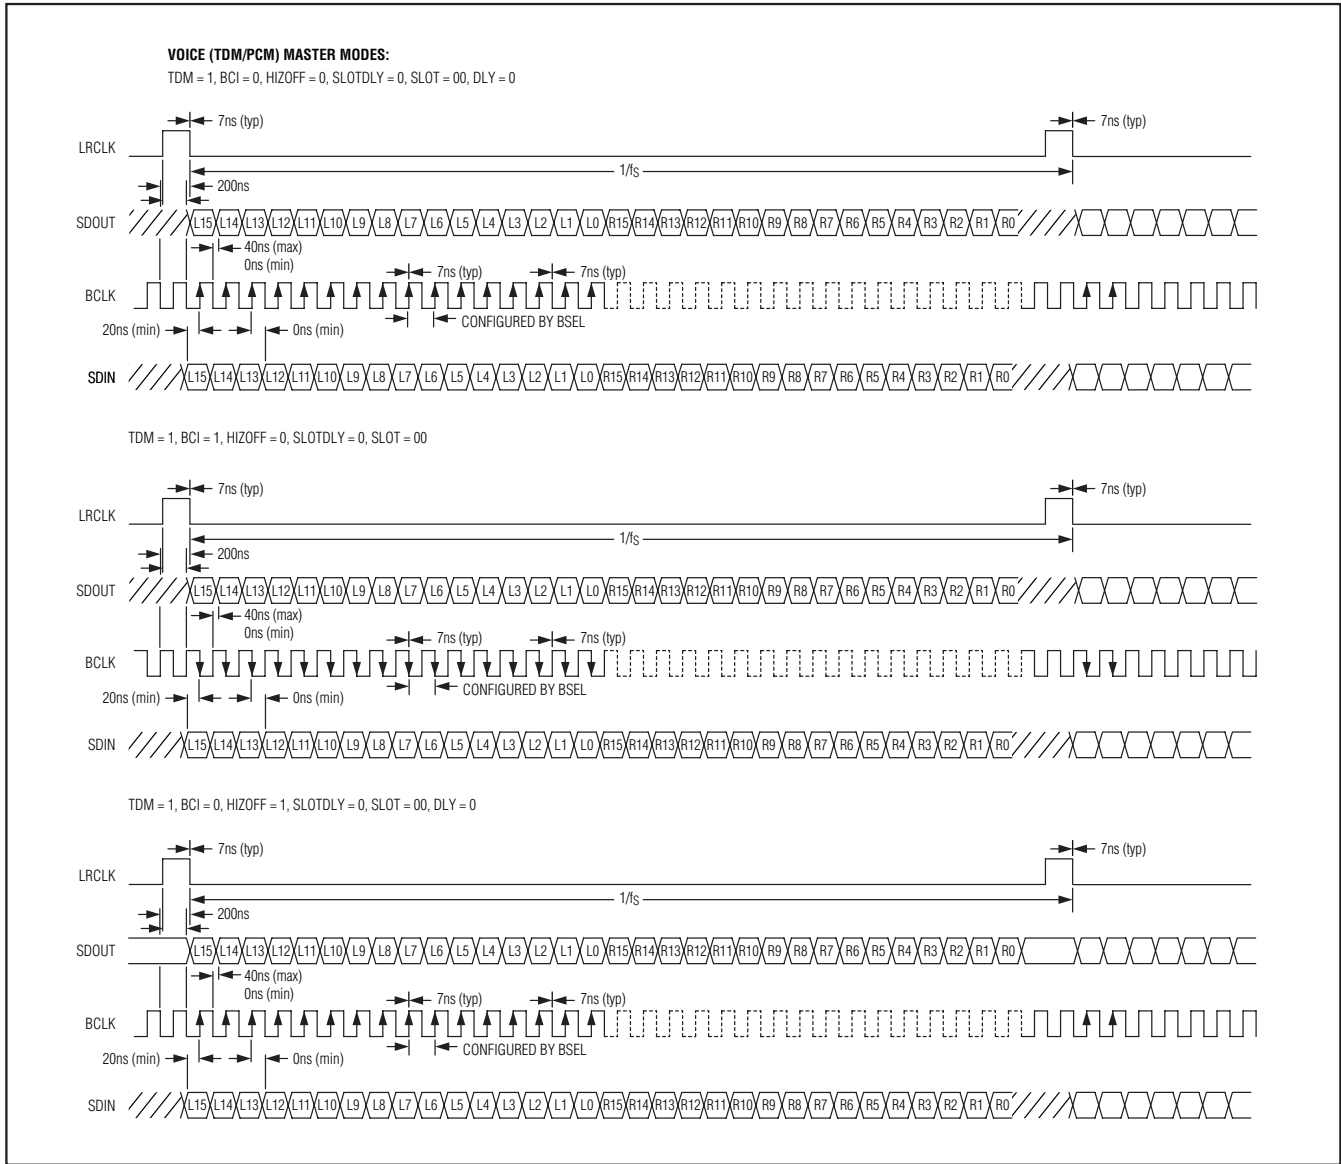 VOICE (TDM/PCM) MASTER MODES:
TDM = 1, BCI = 0, HIZOFF = 0, SLOTDLY = 0, SLOT = 00, DLY = 0
7ns (typ) 7ns (typ)
LRCLK
1/fS
200ns
SDOUT L15 L14 L13 L12 L11 L10 L9 L8 L7 L6 L5 L4 L3 L2 L1 L0 R15 R14 R13 R12 R11 R10 R9 R8 R7 R6 R5 R4 R3 R2 R1 R0
40ns (max)
0ns (min) 7ns (typ) 7ns (typ)
BCLK
CONFIGURED BY BSEL
20ns (min) 0ns (min)
SDIN L15 L14 L13 L12 L11 L10 L9 L8 L7 L6 L5 L4 L3 L2 L1 L0 R15 R14 R13 R12 R11 R10 R9 R8 R7 R6 R5 R4 R3 R2 R1 R0
TDM = 1, BCI = 1, HIZOFF = 0, SLOTDLY = 0, SLOT = 00
7ns (typ) 7ns (typ)
LRCLK
1/fS
200ns
SDOUT L15 L14 L13 L12 L11 L10 L9 L8 L7 L6 L5 L4 L3 L2 L1 L0 R15 R14 R13 R12 R11 R10 R9 R8 R7 R6 R5 R4 R3 R2 R1 R0
40ns (max)
0ns (min) 7ns (typ) 7ns (typ)
BCLK
CONFIGURED BY BSEL
20ns (min) 0ns (min)
SDIN L15 L14 L13 L12 L11 L10 L9 L8 L7 L6 L5 L4 L3 L2 L1 L0 R15 R14 R13 R12 R11 R10 R9 R8 R7 R6 R5 R4 R3 R2 R1 R0
TDM = 1, BCI = 0, HIZOFF = 1, SLOTDLY = 0, SLOT = 00, DLY = 0
7ns (typ) 7ns (typ)
LRCLK
1/fS
200ns
SDOUT L15 L14 L13 L12 L11 L10 L9 L8 L7 L6 L5 L4 L3 L2 L1 L0 R15 R14 R13 R12 R11 R10 R9 R8 R7 R6 R5 R4 R3 R2 R1 R0
40ns (max)
0ns (min) 7ns (typ) 7ns (typ)
BCLK
CONFIGURED BY BSEL
20ns (min) 0ns (min)
SDIN L15 L14 L13 L12 L11 L10 L9 L8 L7 L6 L5 L4 L3 L2 L1 L0 R15 R14 R13 R12 R11 R10 R9 R8 R7 R6 R5 R4 R3 R2 R1 R0